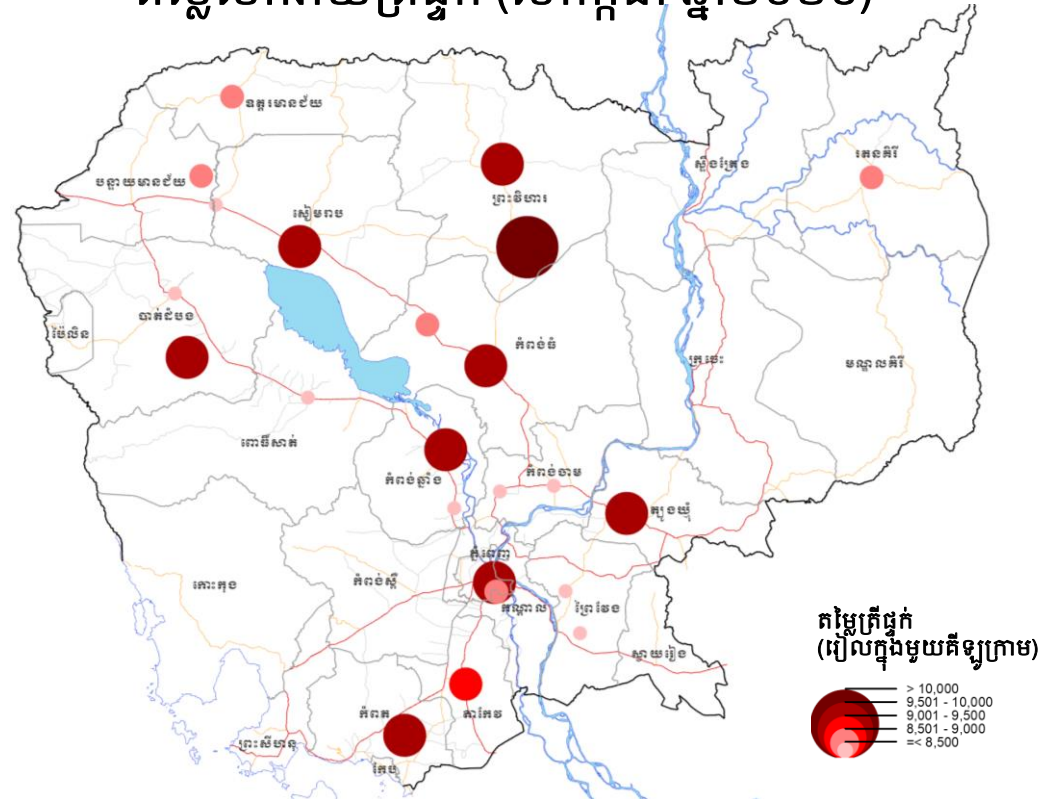 ឧត្តរមានជ័យ
ស្ទឹងត្រែង
រតនគិរី
បន្ទាយមានជ័យ
ព្រះវិហារ
សៀមរាប
បាត់ដំបង
ប៉ៃលិន
កំពង់ធំ
ក្រចេះ
មណ្ឌលគិរី
ពោធិ៍សាត់
កំពង់ចាម
កំពង់ឆ្នាំង
ត្បូងឃ្មុំ
ភ្នំពេញ
កោះកុង
កំពង់ស្ពឺ
កណ្តាល
ព្រៃវែង
ស្វាយរៀង
តម្លៃត្រីផ្ទក់
(រៀលក្នុងមួយគីឡូក្រាម)
> 10,000
9,501 - 10,000
9,001 - 9,500
8,501 - 9,000
=< 8,500
កំពត
តាកែវ
ព្រះសីហនុ
កែប